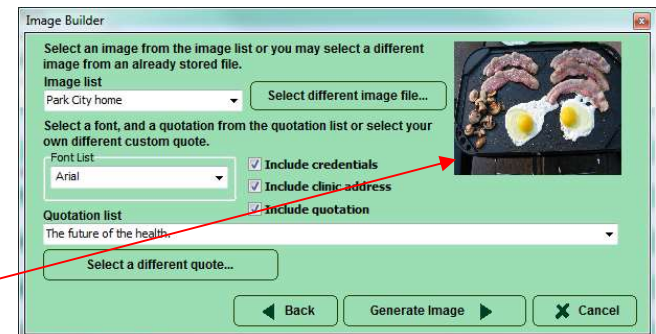 Image Builder
Select an image from the image list or you may select a different
image from an already stored file.
Image list
Park City home
Select different image file...
Select a font, and a quotation from the quotation list or select your
own different custom quote.
Font List
Arial
Include credentials
Include clinic address
Include quotation
Quotation list
The future of the health.
Select a different quote...
Back
Generate Image
Cancel